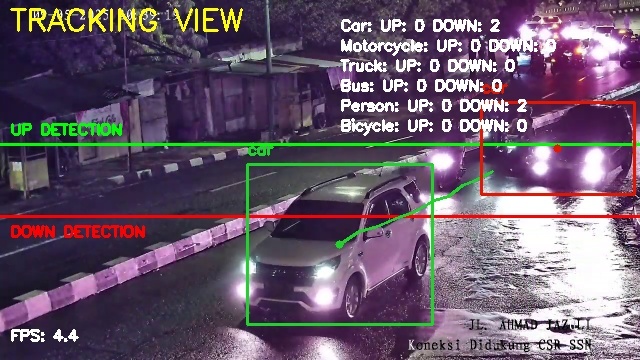 TRACKING VIEW
Car: UP: 0 DOWN: 2
Motorcycle: UP: 0 DOWN: 0
Truck: UP: 0 DOWN: 0
Bus: UP: 0 DOWN: 0
Person: UP: 0 DOWN: 2
Bicycle: UP: 0 DOWN: 0
UP DETECTION
car
DOWN DETECTION
JL. AHMAD JAZULI
Koneksi Didukung CSR SSN
FPS: 4.4